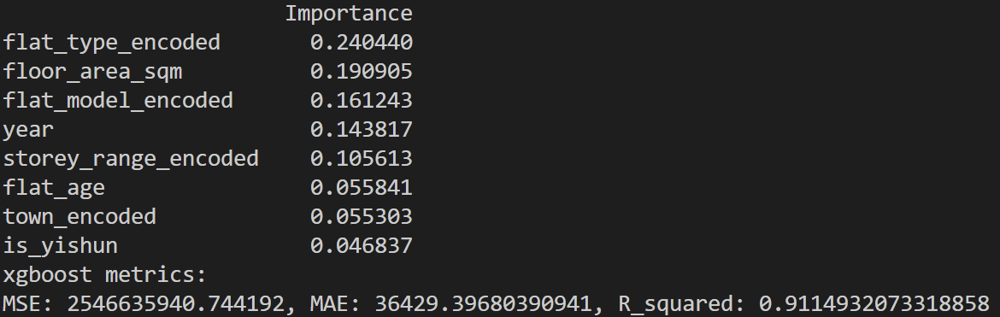 Importance
flat_type_encoded 0.240440
floor_area_sqm 0.190905
flat_model_encoded 0.161243
year 0.143817
storey_range_encoded 0.105613
flat_age 0.055841
town_encoded 0.055303
is_yishun 0.046837
xgboost metrics:
MSE: 2546635940.744192, MAE: 36429.39680390941, R_squared: 0.9114932073318858